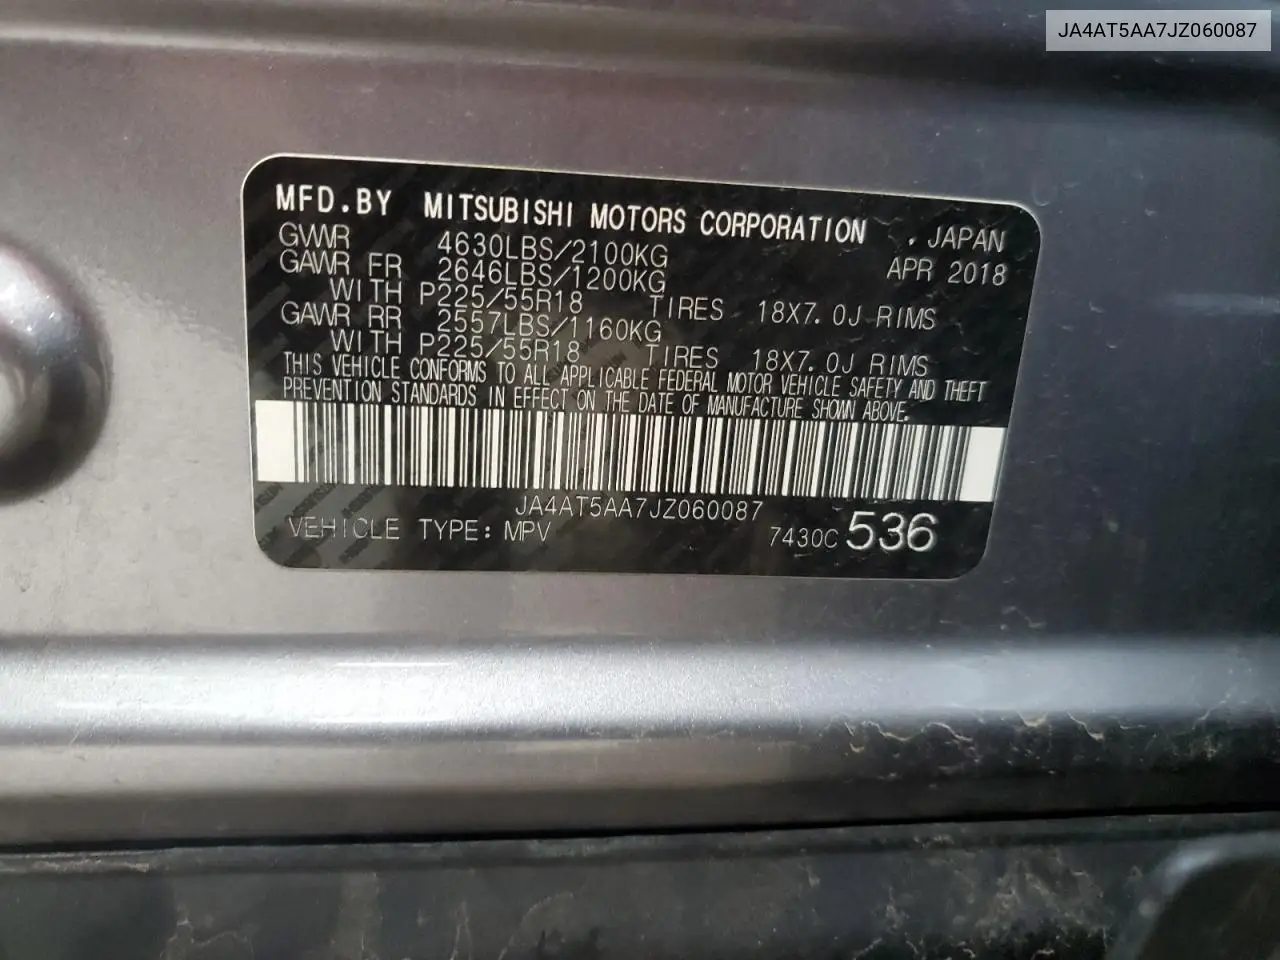 JA4AT5AA7JZ060087
MFD.BY MITSUBISHI MOTORS CORPORATION , JAPAN
GVWR 4630LBS/2100KG APR 2018
GAWR FR 2646LBS/1200KG
WITH P225/55R18 TIRES 18X7.0J RIMS
GAWR RR 2557LBS/1160KG
WITH P225/55R18 TIRES 18X7.0J RIMS
THIS VEHICLE CONFORMS TO ALL APPLICABLE FEDERAL MOTOR VEHICLE SAFETY AND THEFT
PREVENTION STANDARDS IN EFFECT ON THE DATE OF MANUFACTURE SHOWN ABOVE.
JA4AT5AA7JZ060087
VEHICLE TYPE: MPV 7430C 536